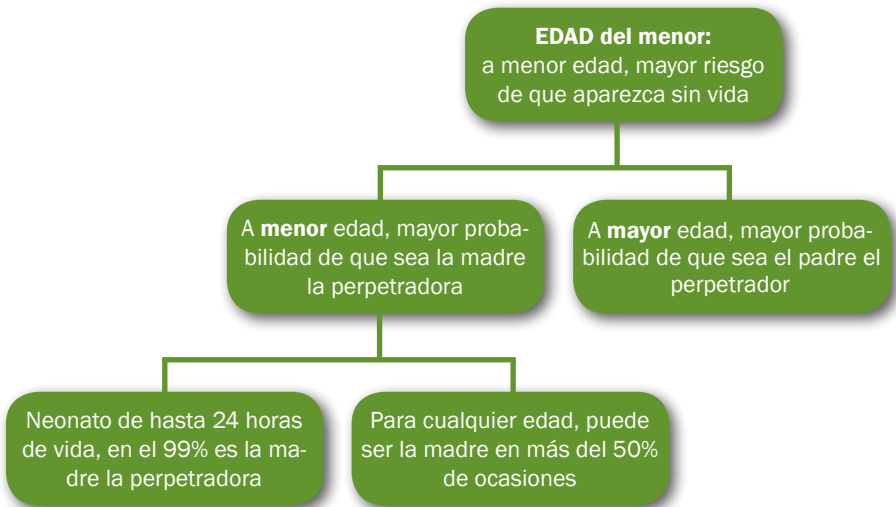 EDAD del menor:
a menor edad, mayor riesgo
de que aparezca sin vida
A menor edad, mayor proba-
bilidad de que sea la madre
la perpetradora
A mayor edad, mayor proba-
bilidad de que sea el padre el
perpetrador
Neonato de hasta 24 horas
de vida, en el 99% es la ma-
dre la perpetradora
Para cualquier edad, puede
ser la madre en más del 50%
de ocasiones